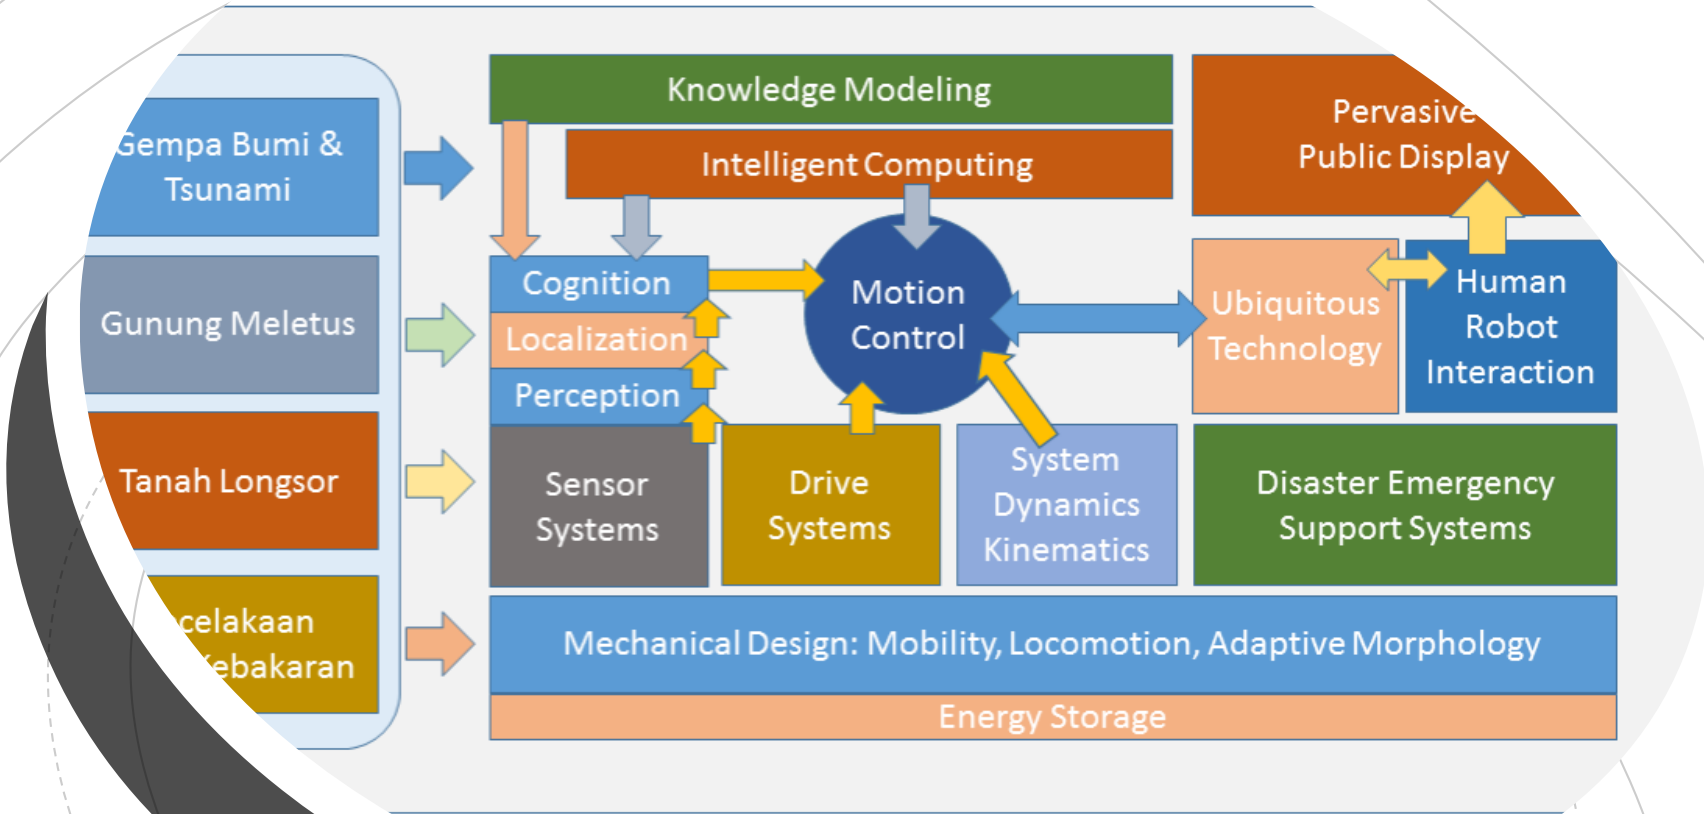 Gempa Bumi &
Tsunami
Gunung Meletus
Tanah Longsor
celakaan
ebakaran
Knowledge Modeling
Intelligent Computing
Cognition
Localization
Perception
Sensor
Systems
Motion
Control
Drive
Systems
System
Dynamics
Kinematics
Pervasive
Public Display
Ubiquitous
Technology
Human
Robot
Interaction
Disaster Emergency
Support Systems
Mechanical Design: Mobility, Locomotion, Adaptive Morphology
Energy Storage